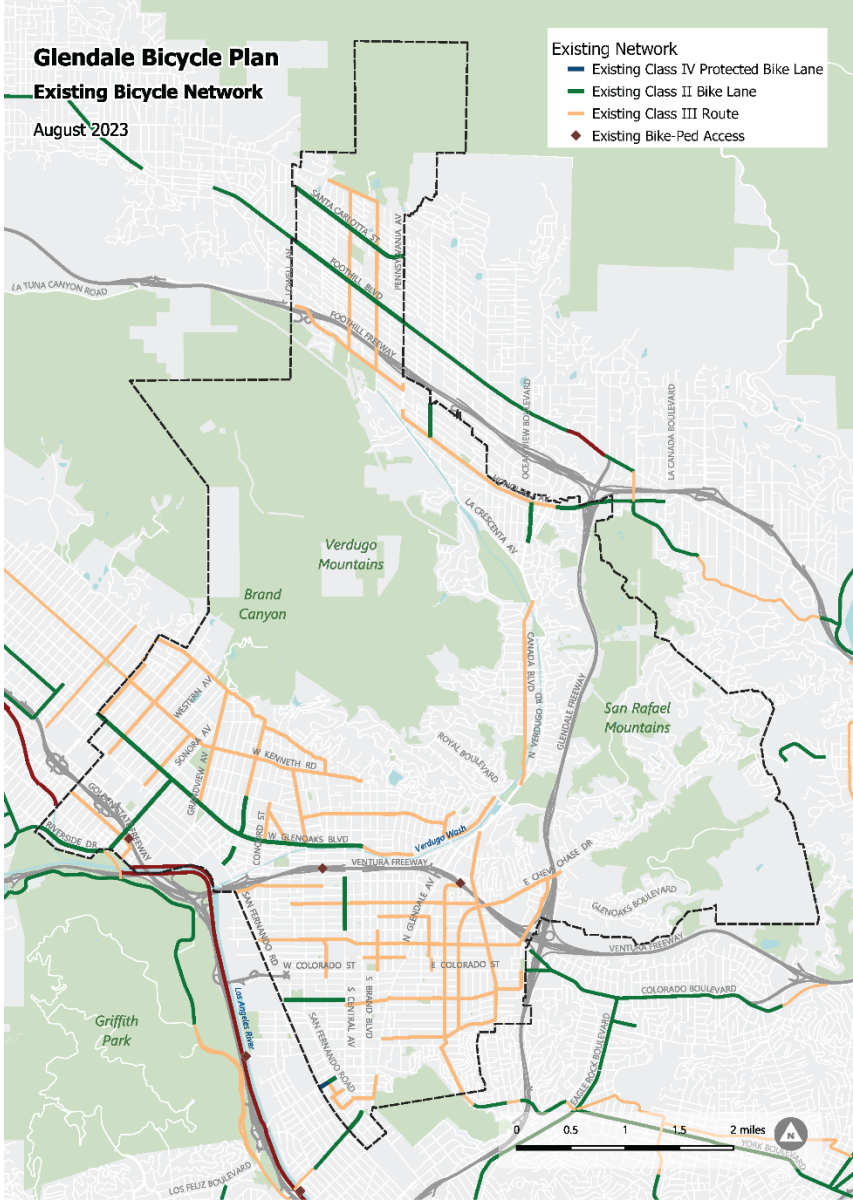 Glendale Bicycle Plan
Existing Bicycle Network
August 2023
Existing Network
Existing Class IV Protected Bike Lane
Existing Class II Bike Lane
Existing Class III Route
Existing Bike-Ped Access
SANTA CARLOTTA ST
PENNSYLVANIA AV
LOWELL AV
FOOTHILL BLVD
LA TUNA CANYON ROAD
FOOTHILL FREEWAY
OCEAN VIEW BOULEVARD
LA CANADA BOULEVARD
LA CRESCENTA AV
Verdugo
Mountains
Brand
Canyon
CANADA BLVD
N VERDUGO RD
GLENDALE FREEWAY
San Rafael
Mountains
WESTERN AV
SONORA AV
GRANDVIEW AV
W KENNETH RD
ROYAL BOULEVARD
GOLDEN STATE FREEWAY
RIVERSIDE DR
CONCORD ST
W GLENOAKS BLVD
Verdugo Wash
VENTURA FREEWAY
E CHEVY CHASE DR
N GLENDALE AV
GLENOAKS BOULEVARD
SAN FERNANDO RD
VENTURA FREEWAY
W COLORADO ST
E COLORADO ST
COLORADO BOULEVARD
S CENTRAL AV
S BRAND BLVD
Los Angeles River
Griffith
Park
SAN FERNANDO ROAD
EAGLE ROCK BOULEVARD
0 0.5 1 1.5 2 miles
N
YORK BOULEVARD
LOS FELIZ BOULEVARD